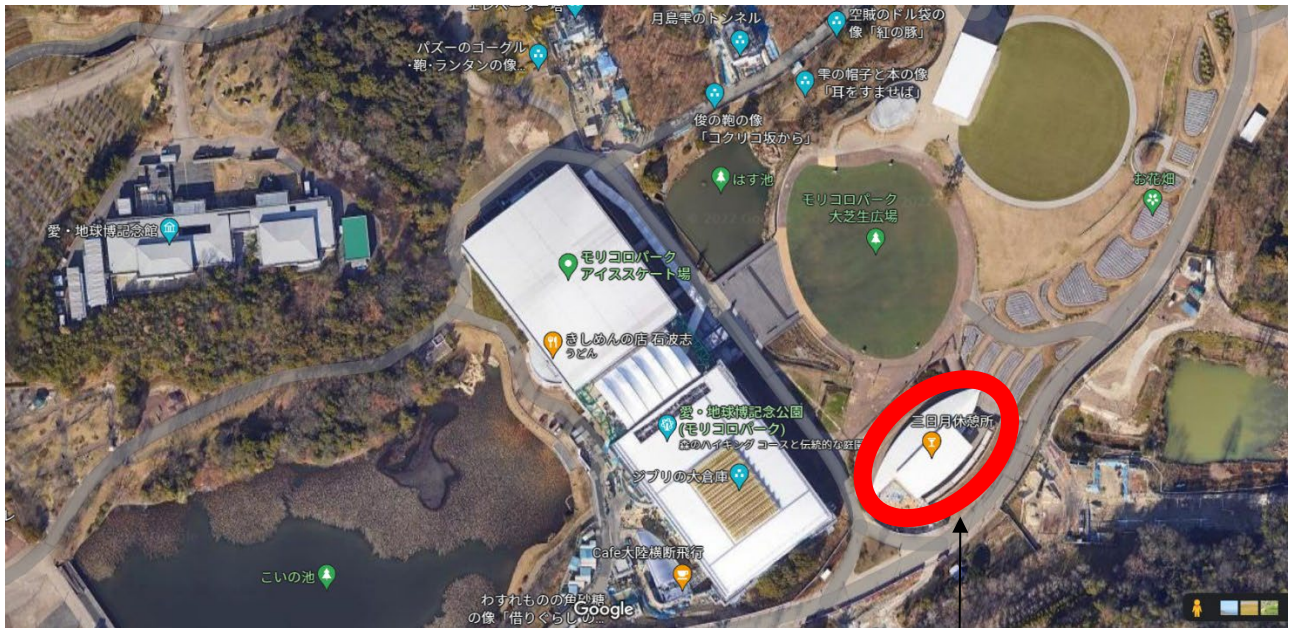 エレベーター塔
月島雫のトンネル
空賊のドル袋の
像「紅の豚」
パズーのゴーグル
・鞄・ランタンの像...
雫の帽子と本の像
「耳をすませば」
俊の鞄の像
「コクリコ坂から」
はす池
お花畑
モリコロパーク
大芝生広場
愛・地球博記念館
モリコロパーク
アイススケート場
きしめんの店 石波志
うどん
愛・地球博記念公園
(モリコロパーク)
森のハイキング コースと伝統的な庭園
三日月休憩所
ジブリの大倉庫
Cafe大陸横断飛行
こいの池
わすれものの角砂糖
の像「借りぐらしの...
Google